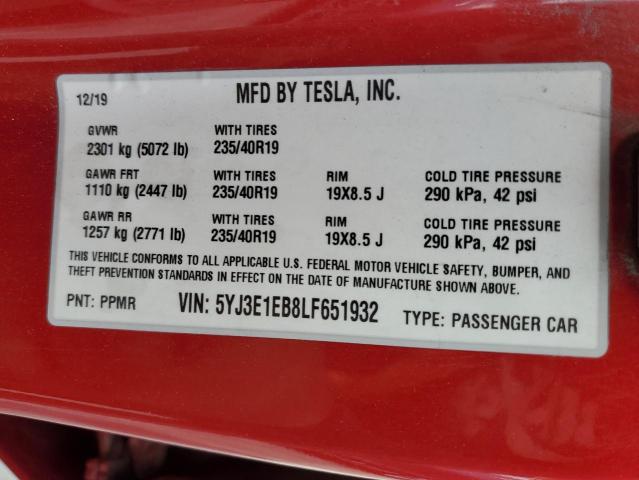 12/19 MFD BY TESLA, INC.
GVWR WITH TIRES
2301 kg (5072 lb) 235/40R19
GAWR FRT WITH TIRES RIM COLD TIRE PRESSURE
1110 kg (2447 lb) 235/40R19 19X8.5 J 290 kPa, 42 psi
GAWR RR WITH TIRES RIM COLD TIRE PRESSURE
1257 kg (2771 lb) 235/40R19 19X8.5 J 290 kPa, 42 psi
THIS VEHICLE CONFORMS TO ALL APPLICABLE U.S. FEDERAL MOTOR VEHICLE SAFETY, BUMPER, AND
THEFT PREVENTION STANDARDS IN EFFECT ON THE DATE OF MANUFACTURE SHOWN ABOVE.
PNT: PPMR VIN: 5YJ3E1EB8LF651932 TYPE: PASSENGER CAR